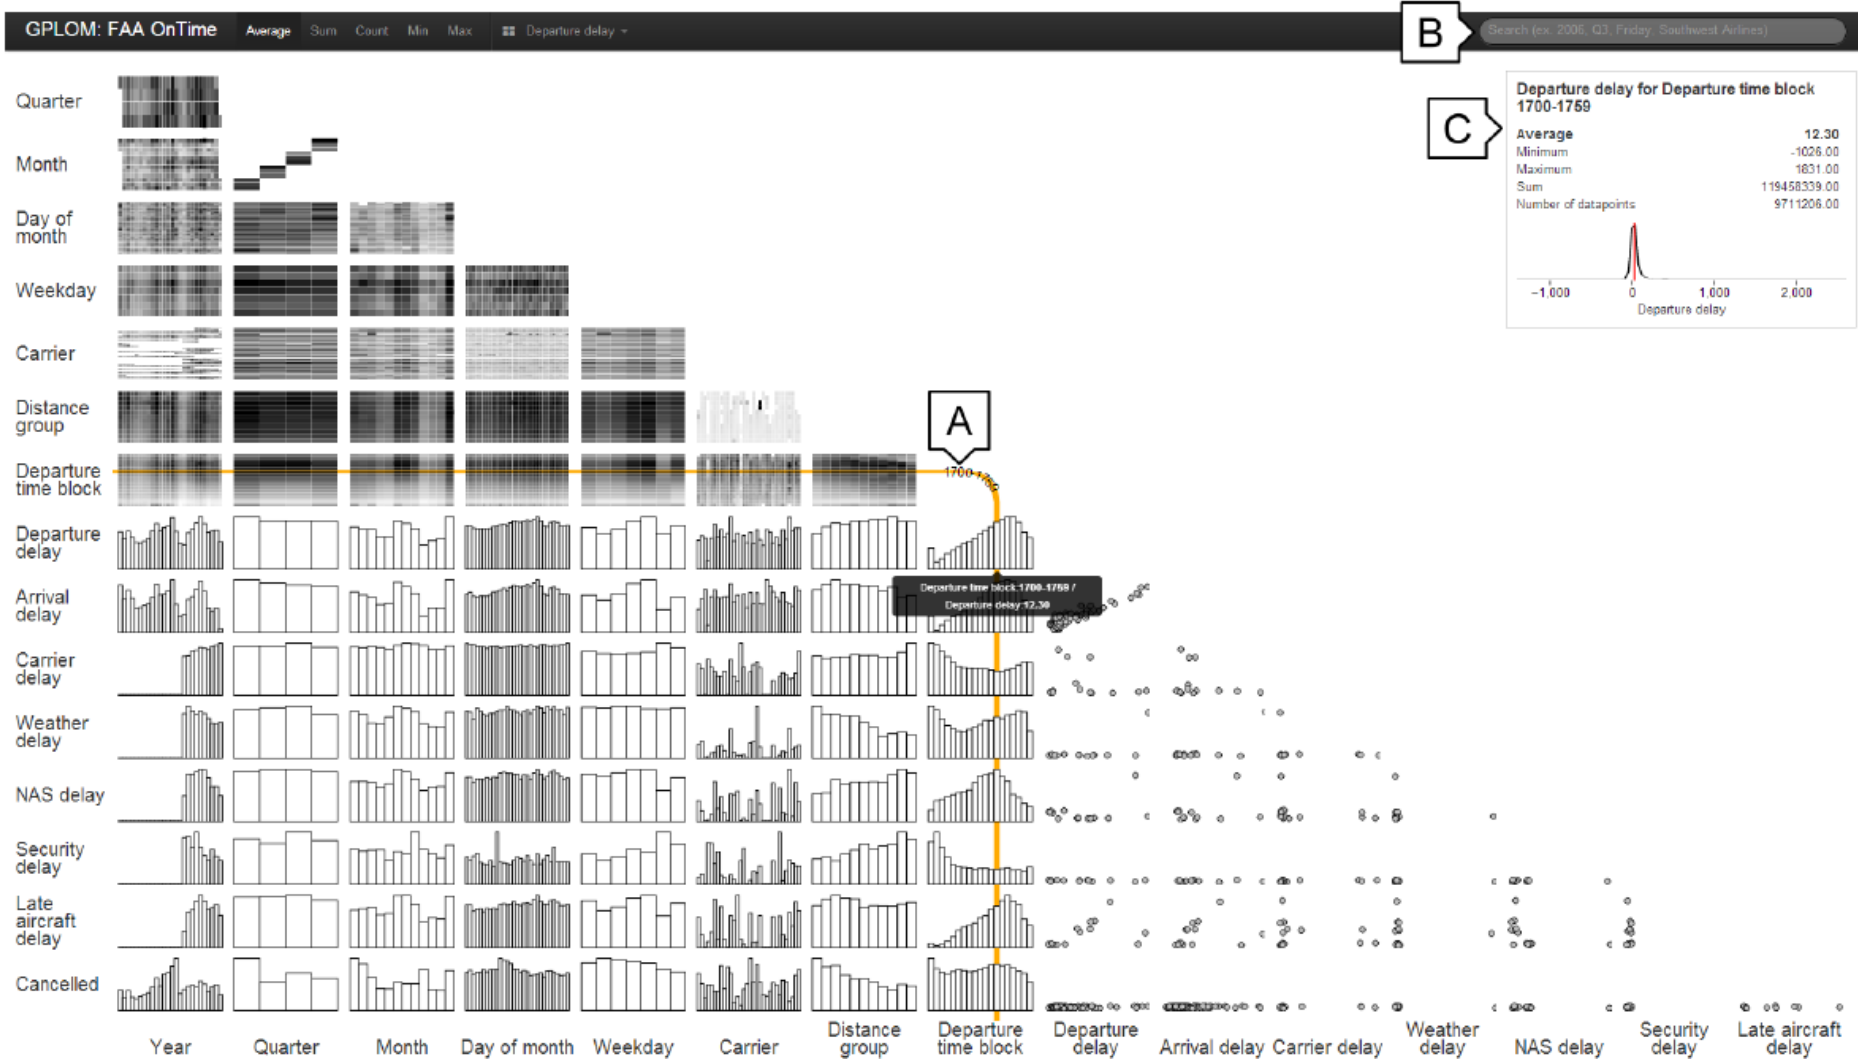 GPLOM: FAA OnTime Average Sum Count Min Max Departure delay
B
Search (ex. 2006, Q3, Friday, Southwest Airlines)
Quarter
Month
Day of
month
Weekday
Carrier
Distance
group
Departure
time block
Departure
delay
Arrival
delay
Carrier
delay
Weather
delay
NAS delay
Security
delay
Late
aircraft
delay
Cancelled
A
1700-1759
Departure time block:1700-1759 /
Departure delay:12.30
C
Departure delay for Departure time block
1700-1759
Average 12.30
Minimum -1026.00
Maximum 1831.00
Sum 119458339.00
Number of datapoints 9711206.00
−1,000 0 1,000 2,000
Departure delay
Year
Quarter
Month
Day of month
Weekday
Carrier
Distance
group
Departure
time block
Departure
delay
Arrival delay
Carrier delay
Weather
delay
NAS delay
Security
delay
Late aircraft
delay